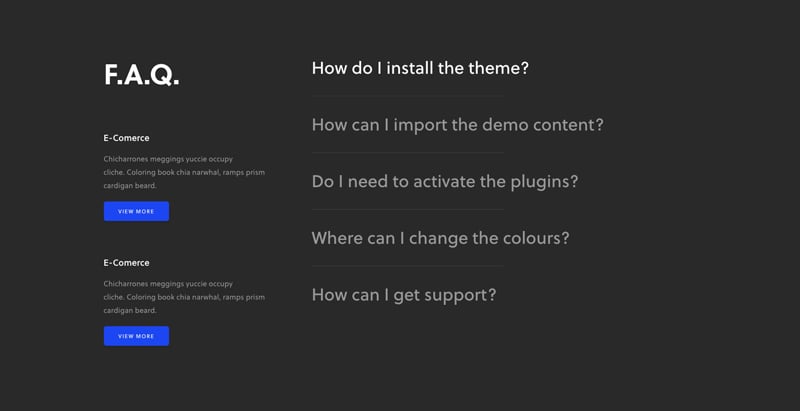 F.A.Q.
E-Comerce
Chicharrones meggings yuccie occupy
cliche. Coloring book chia narwhal, ramps prism
cardigan beard.
VIEW MORE
E-Comerce
Chicharrones meggings yuccie occupy
cliche. Coloring book chia narwhal, ramps prism
cardigan beard.
VIEW MORE
How do I install the theme?
How can I import the demo content?
Do I need to activate the plugins?
Where can I change the colours?
How can I get support?